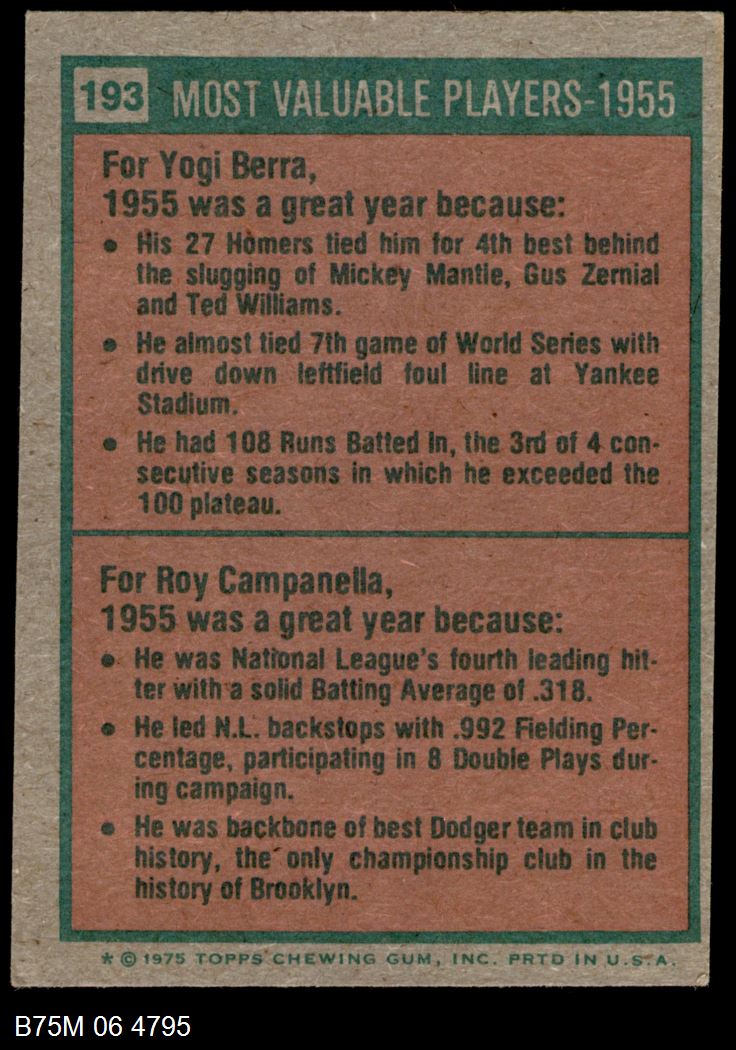 193 MOST VALUABLE PLAYERS-1955
For Yogi Berra,
1955 was a great year because:
• His 27 Homers tied him for 4th best behind
the slugging of Mickey Mantle, Gus Zernial
and Ted Williams.
• He almost tied 7th game of World Series with
drive down leftfield foul line at Yankee
Stadium.
• He had 108 Runs Batted In, the 3rd of 4 con-
secutive seasons in which he exceeded the
100 plateau.
For Roy Campanella,
1955 was a great year because:
• He was National League's fourth leading hit-
ter with a solid Batting Average of .318.
• He led N.L. backstops with .992 Fielding Per-
centage, participating in 8 Double Plays dur-
ing campaign.
• He was backbone of best Dodger team in club
history, the only championship club in the
history of Brooklyn.
* © 1975 TOPPS CHEWING GUM, INC. PRTD IN U.S.A.
B75M 06 4795